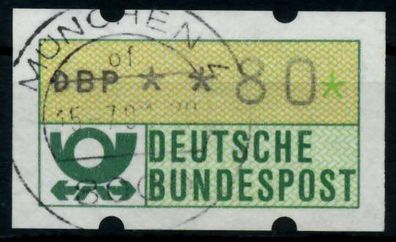 MÜNCHEN
DBP * * 80*
DEUTSCHE
BUNDESPOST